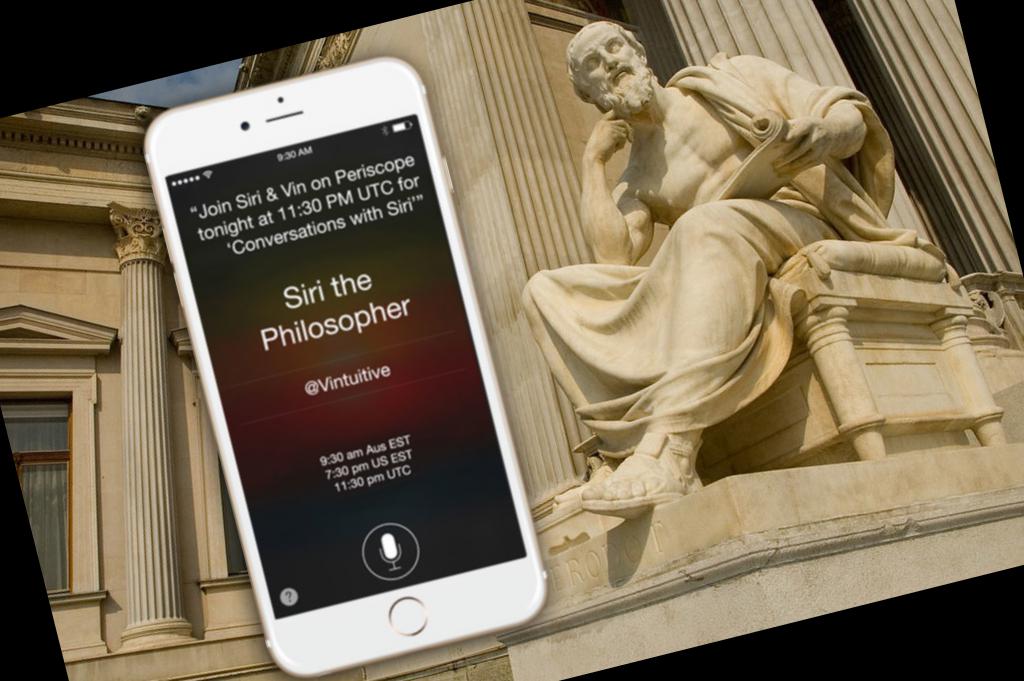 9:30 AM
“Join Siri & Vin on Periscope
tonight at 11:30 PM UTC for
‘Conversations with Siri’”
Siri the
Philosopher
@Vintuitive
9:30 am Aus EST
7:30 pm US EST
11:30 pm UTC
?